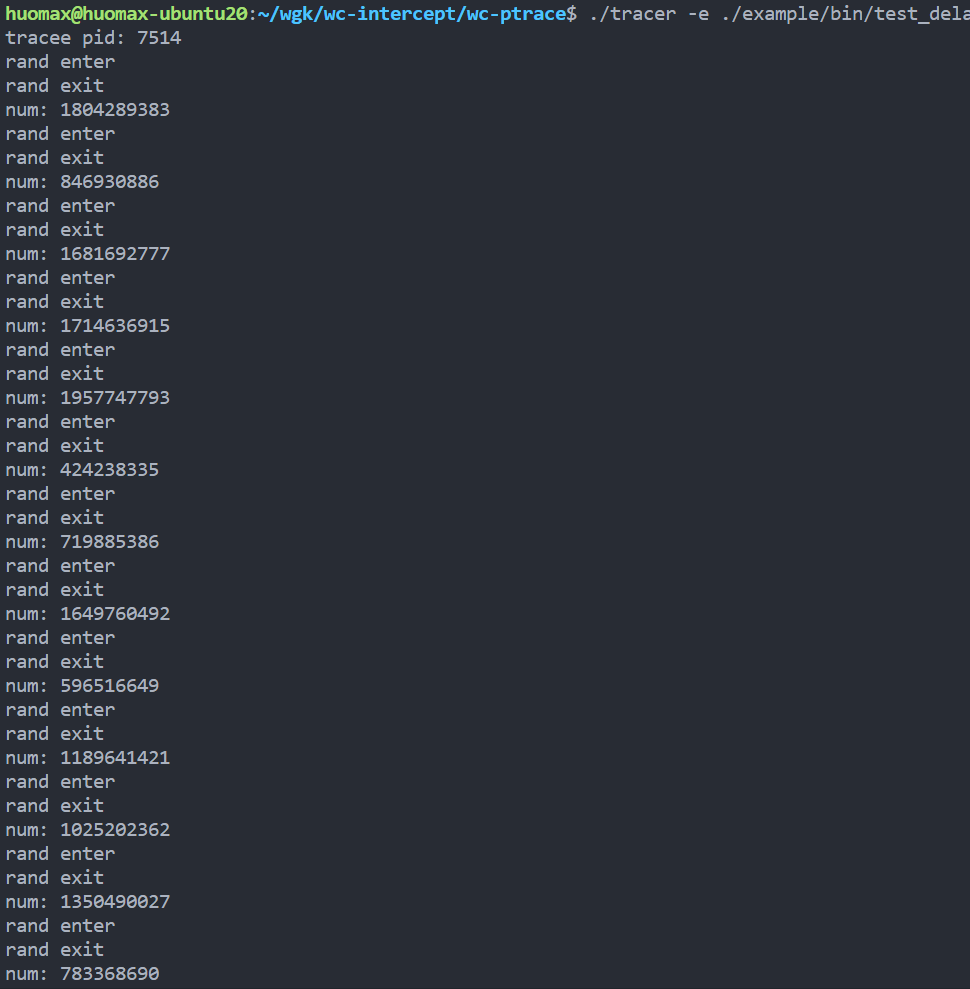 huomax@huomax-ubuntu20:~/wgk/wc-intercept/wc-ptrace$ ./tracer -e ./example/bin/test_dela
tracee pid: 7514
rand enter
rand exit
num: 1804289383
rand enter
rand exit
num: 846930886
rand enter
rand exit
num: 1681692777
rand enter
rand exit
num: 1714636915
rand enter
rand exit
num: 1957747793
rand enter
rand exit
num: 424238335
rand enter
rand exit
num: 719885386
rand enter
rand exit
num: 1649760492
rand enter
rand exit
num: 596516649
rand enter
rand exit
num: 1189641421
rand enter
rand exit
num: 1025202362
rand enter
rand exit
num: 1350490027
rand enter
rand exit
num: 783368690